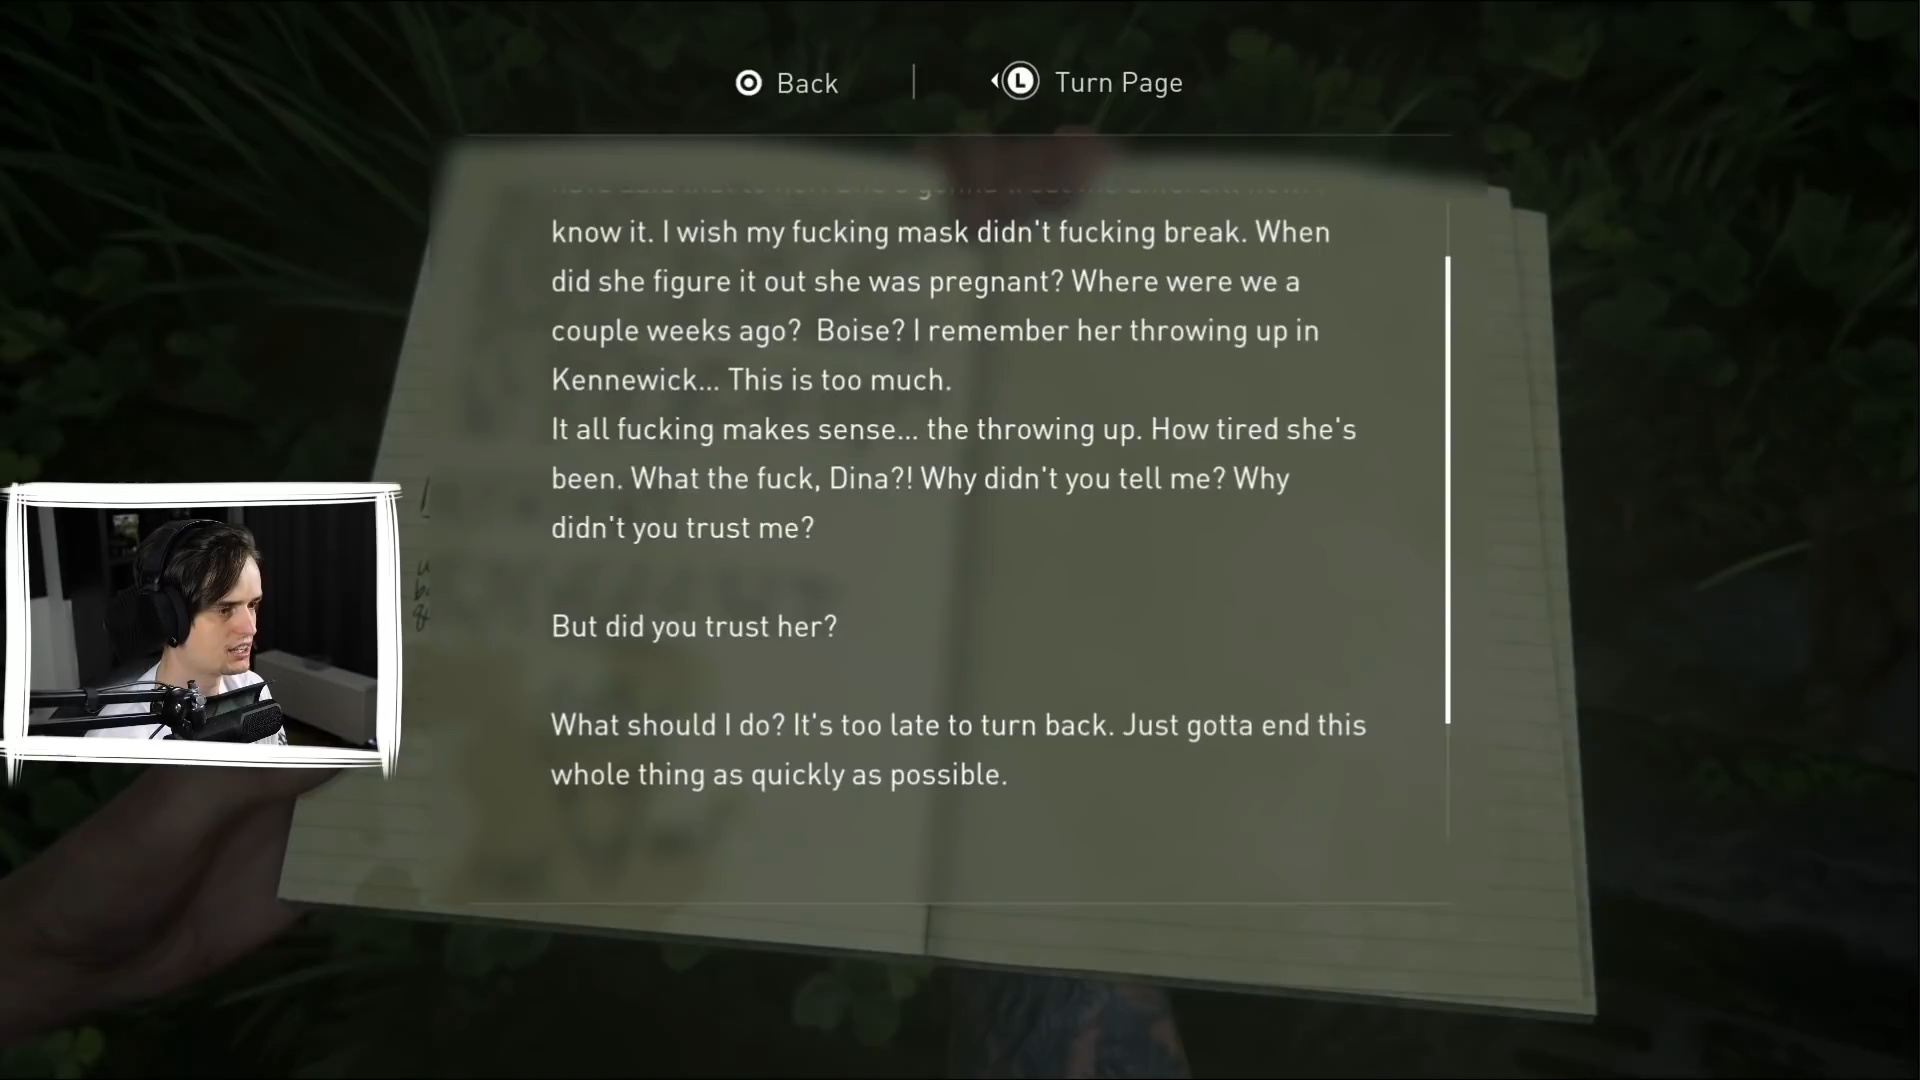 Back
L Turn Page
know it. I wish my fucking mask didn't fucking break. When
did she figure it out she was pregnant? Where were we a
couple weeks ago?  Boise? I remember her throwing up in
Kennewick... This is too much.
It all fucking makes sense... the throwing up. How tired she's
been. What the fuck, Dina?! Why didn't you tell me? Why
didn't you trust me?
But did you trust her?
What should I do? It's too late to turn back. Just gotta end this
whole thing as quickly as possible.